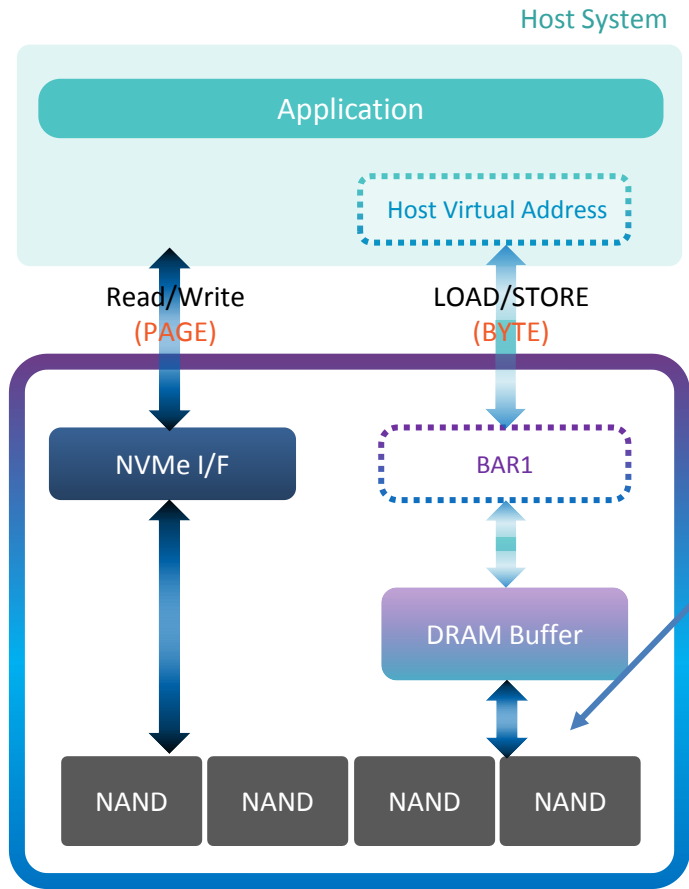 Host System
Application
Host Virtual Address
Read/Write
(PAGE)
LOAD/STORE
(BYTE)
NVMe I/F
BAR1
DRAM Buffer
NAND
NAND
NAND
NAND